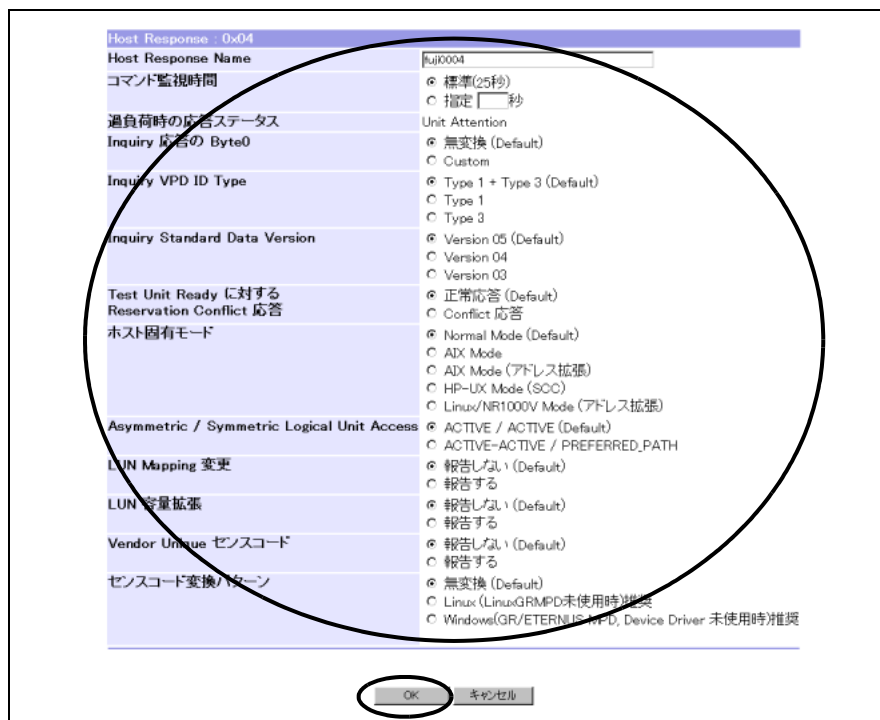 Host Response : 0x04
Host Response Name fuji0004
コマンド監視時間 標準(25秒)
指定 秒
過負荷時の応答ステータス Unit Attention
Inquiry 応答の Byte0 無変換 (Default)
Custom
Inquiry VPD ID Type Type 1 + Type 3 (Default)
Type 1
Type 3
Inquiry Standard Data Version Version 05 (Default)
Version 04
Version 03
Test Unit Ready に対する 正常応答 (Default)
Reservation Conflict 応答 Conflict 応答
ホスト固有モード Normal Mode (Default)
AIX Mode
AIX Mode (アドレス拡張)
HP-UX Mode (SCC)
Linux/NR1000V Mode (アドレス拡張)
Asymmetric / Symmetric Logical Unit Access ACTIVE / ACTIVE (Default)
ACTIVE-ACTIVE / PREFERRED_PATH
LUN Mapping 変更 報告しない (Default)
報告する
LUN 容量拡張 報告しない (Default)
報告する
Vendor Unique センスコード 報告しない (Default)
報告する
センスコード変換パターン 無変換 (Default)
Linux (LinuxGRMPD未使用時)推奨
Windows(GR/ETERNUS MPD, Device Driver 未使用時)推奨
OK キャンセル